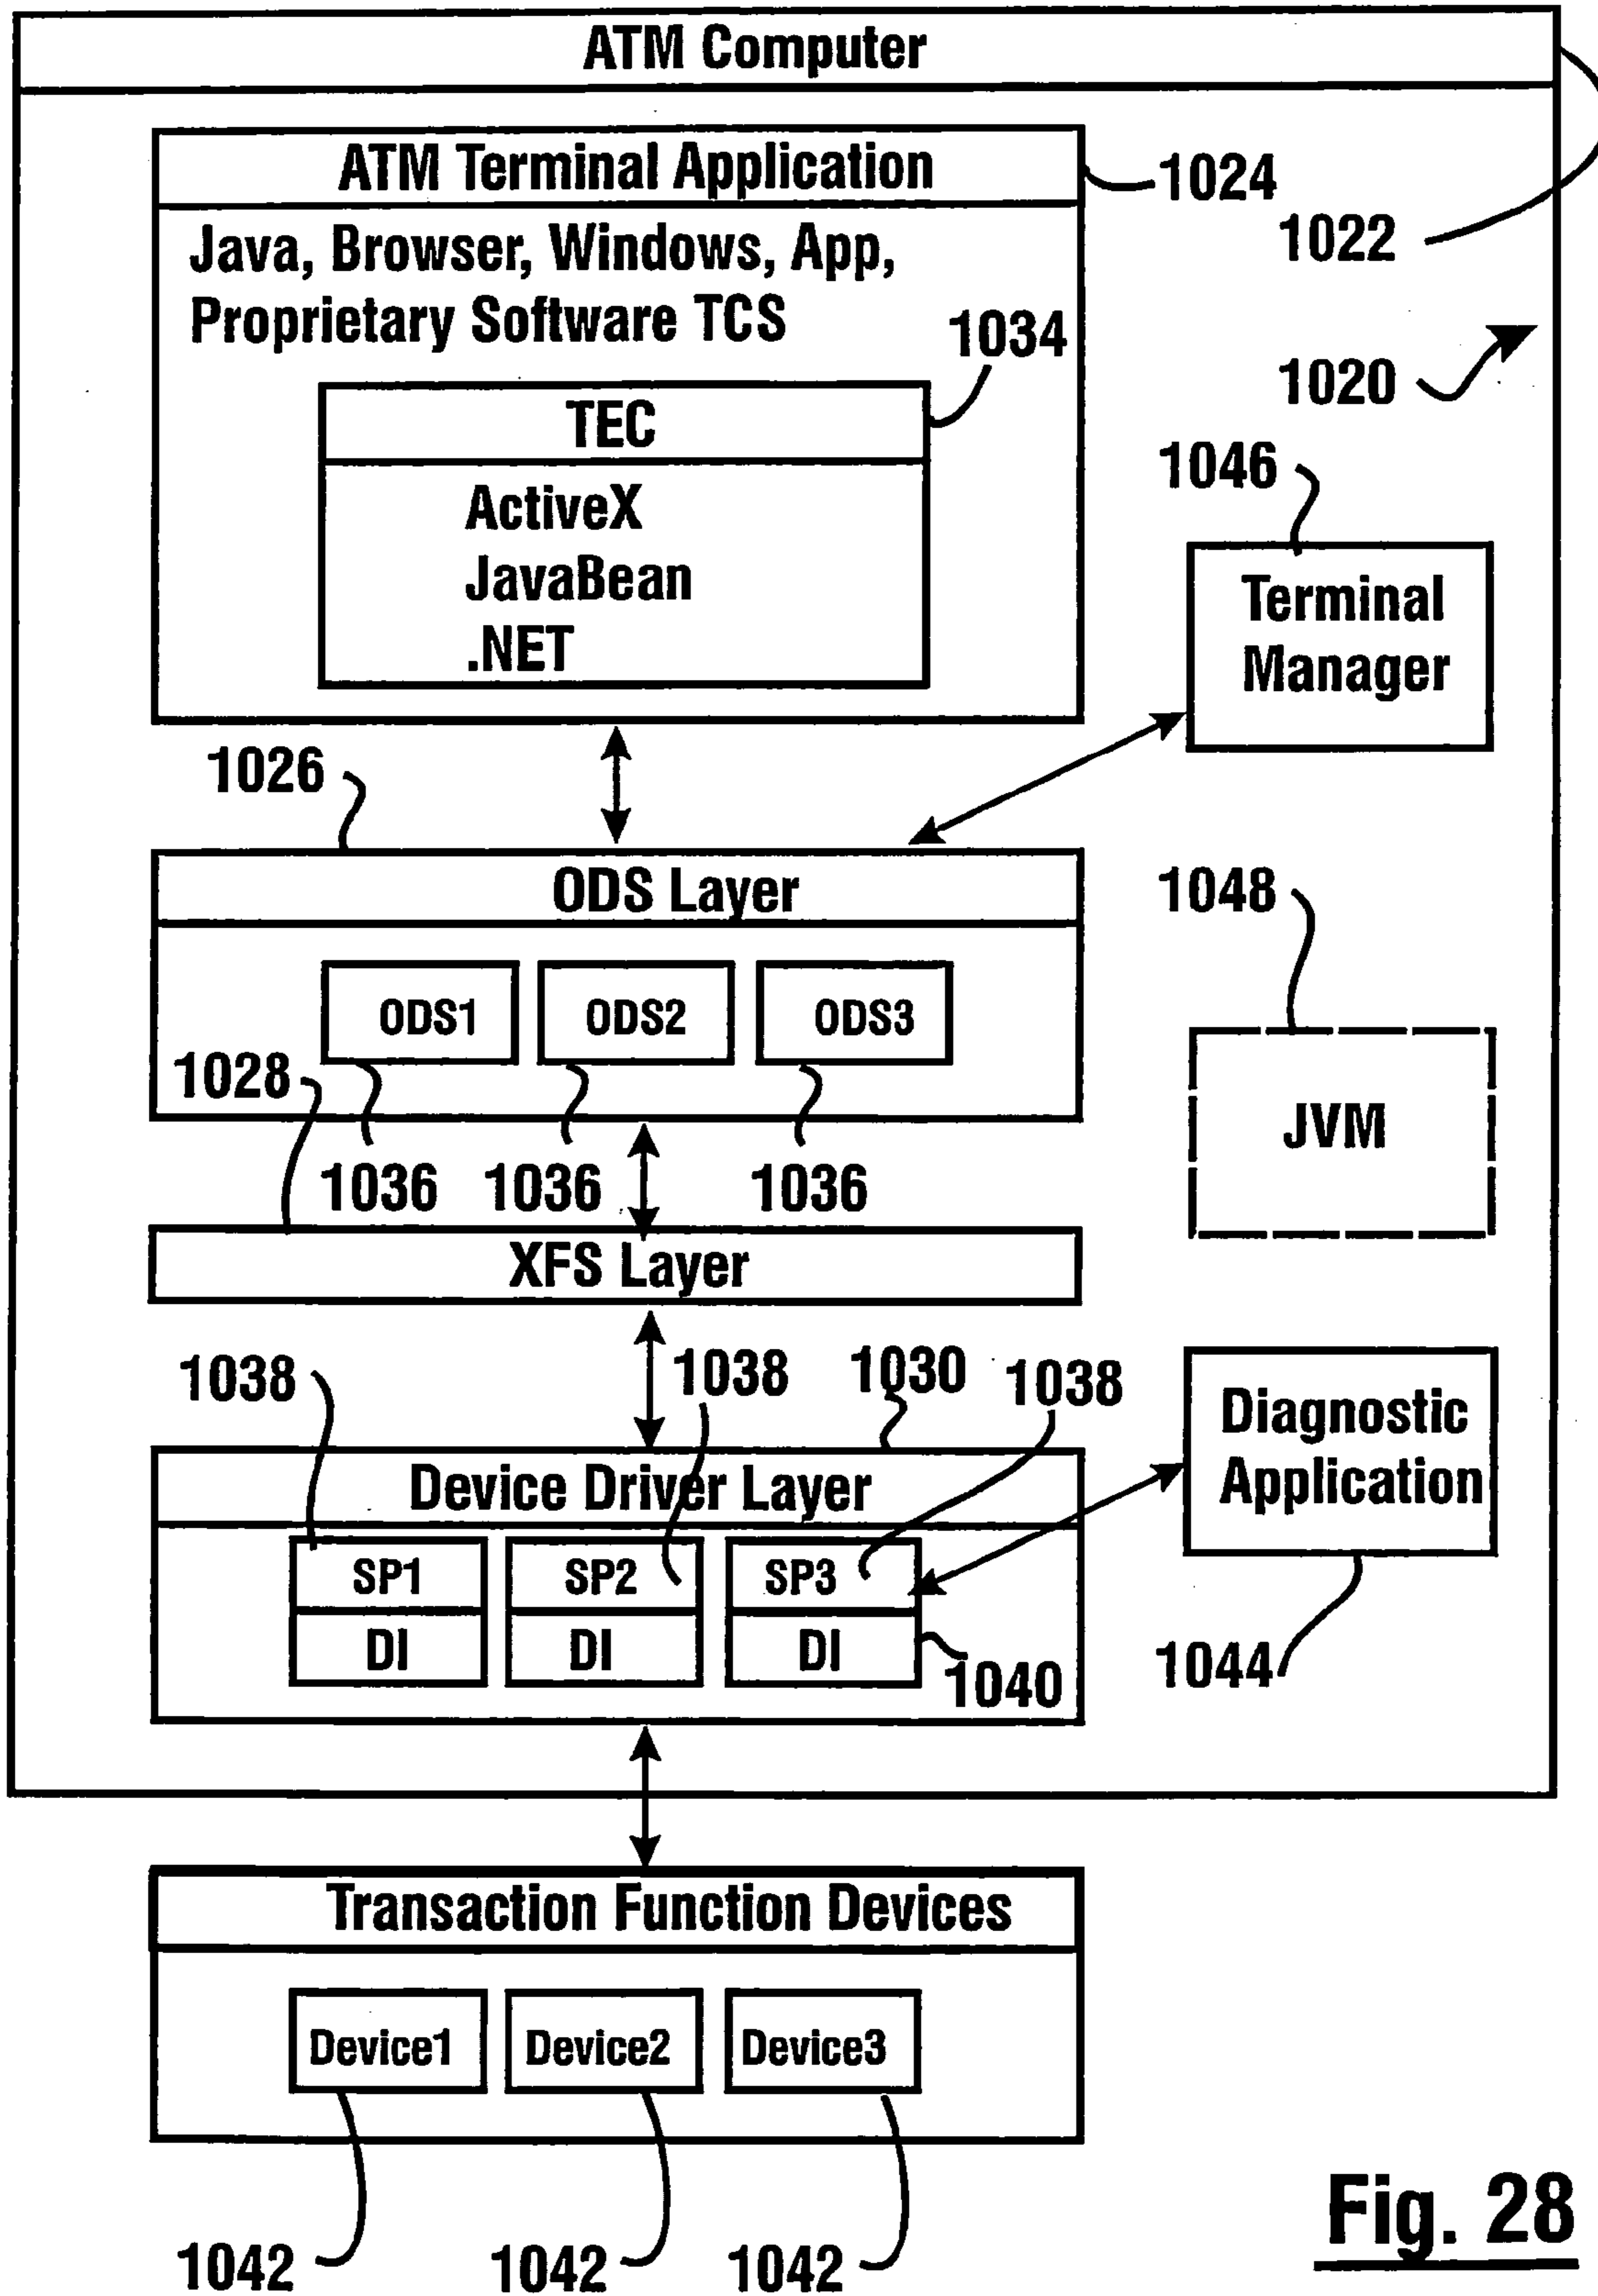 ATM Computer
ATM Terminal Application
1024
Java, Browser, Windows, App,
1022
Proprietary Software TCS
1034
1020
TEC
1046
ActiveX
JavaBean
.NET
Terminal
Manager
1026
ODS Layer
1048
ODS1 ODS2 ODS3
1028
JVM
1036 1036 1036
XFS Layer
1038 1038 1030 1038
Diagnostic
Application
Device Driver Layer
SP1 SP2 SP3
DI DI DI
1040
1044
Transaction Function Devices
Device1 Device2 Device3
1042 1042 1042
Fig. 28